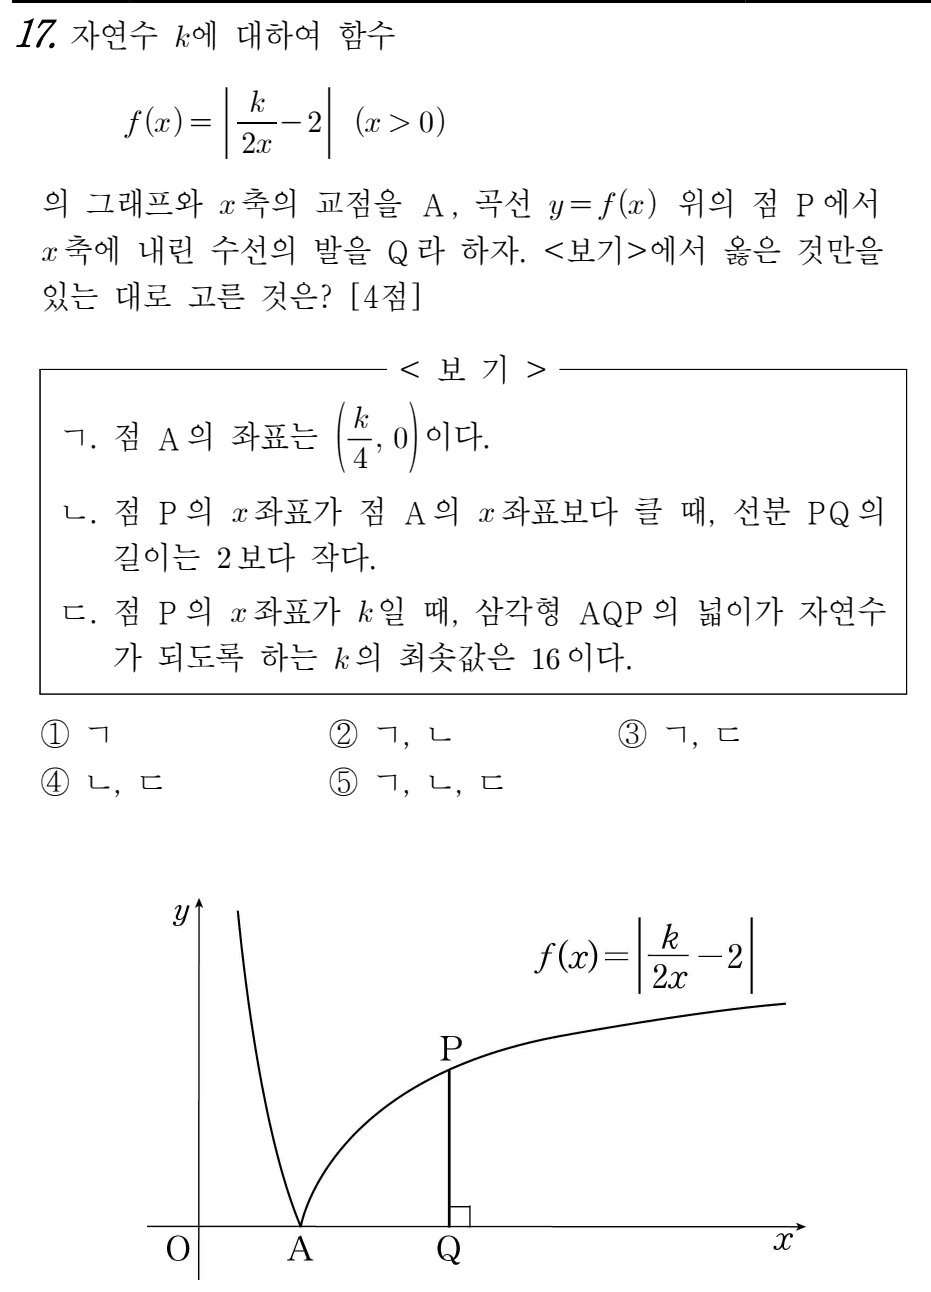 17. 자연수 k에 대하여 함수
f(x) = | k/2x − 2 | (x > 0)
의 그래프와 x축의 교점을 A, 곡선 y=f(x) 위의 점 P에서
x축에 내린 수선의 발을 Q라 하자. <보기>에서 옳은 것만을
있는 대로 고른 것은? [4점]
< 보 기 >
ㄱ. 점 A의 좌표는 (k/4, 0)이다.
ㄴ. 점 P의 x좌표가 점 A의 x좌표보다 클 때, 선분 PQ의
길이는 2보다 작다.
ㄷ. 점 P의 x좌표가 k일 때, 삼각형 AQP의 넓이가 자연수
가 되도록 하는 k의 최솟값은 16이다.
① ㄱ ② ㄱ, ㄴ ③ ㄱ, ㄷ
④ ㄴ, ㄷ ⑤ ㄱ, ㄴ, ㄷ
y
f(x)=| k/2x −2 |
P
O A Q x